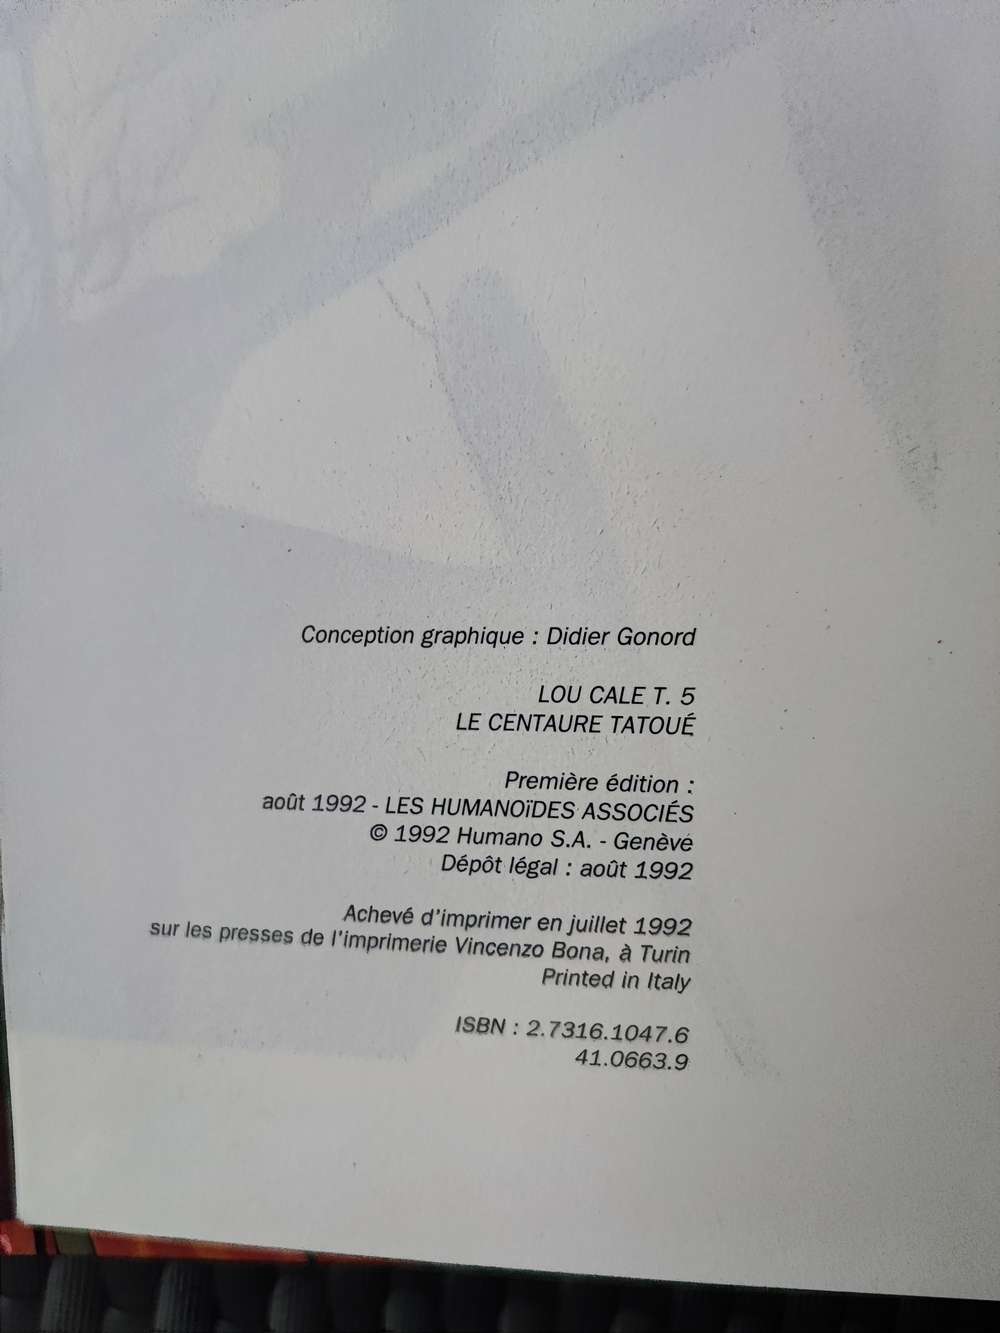 Conception graphique : Didier Gonord
LOU CALE T. 5
LE CENTAURE TATOUÉ
Première édition :
août 1992 - LES HUMANOïDES ASSOCIÉS
© 1992 Humano S.A. - Genève
Dépôt légal : août 1992
Achevé d'imprimer en juillet 1992
sur les presses de l'imprimerie Vincenzo Bona, à Turin
Printed in Italy
ISBN : 2.7316.1047.6
41.0663.9